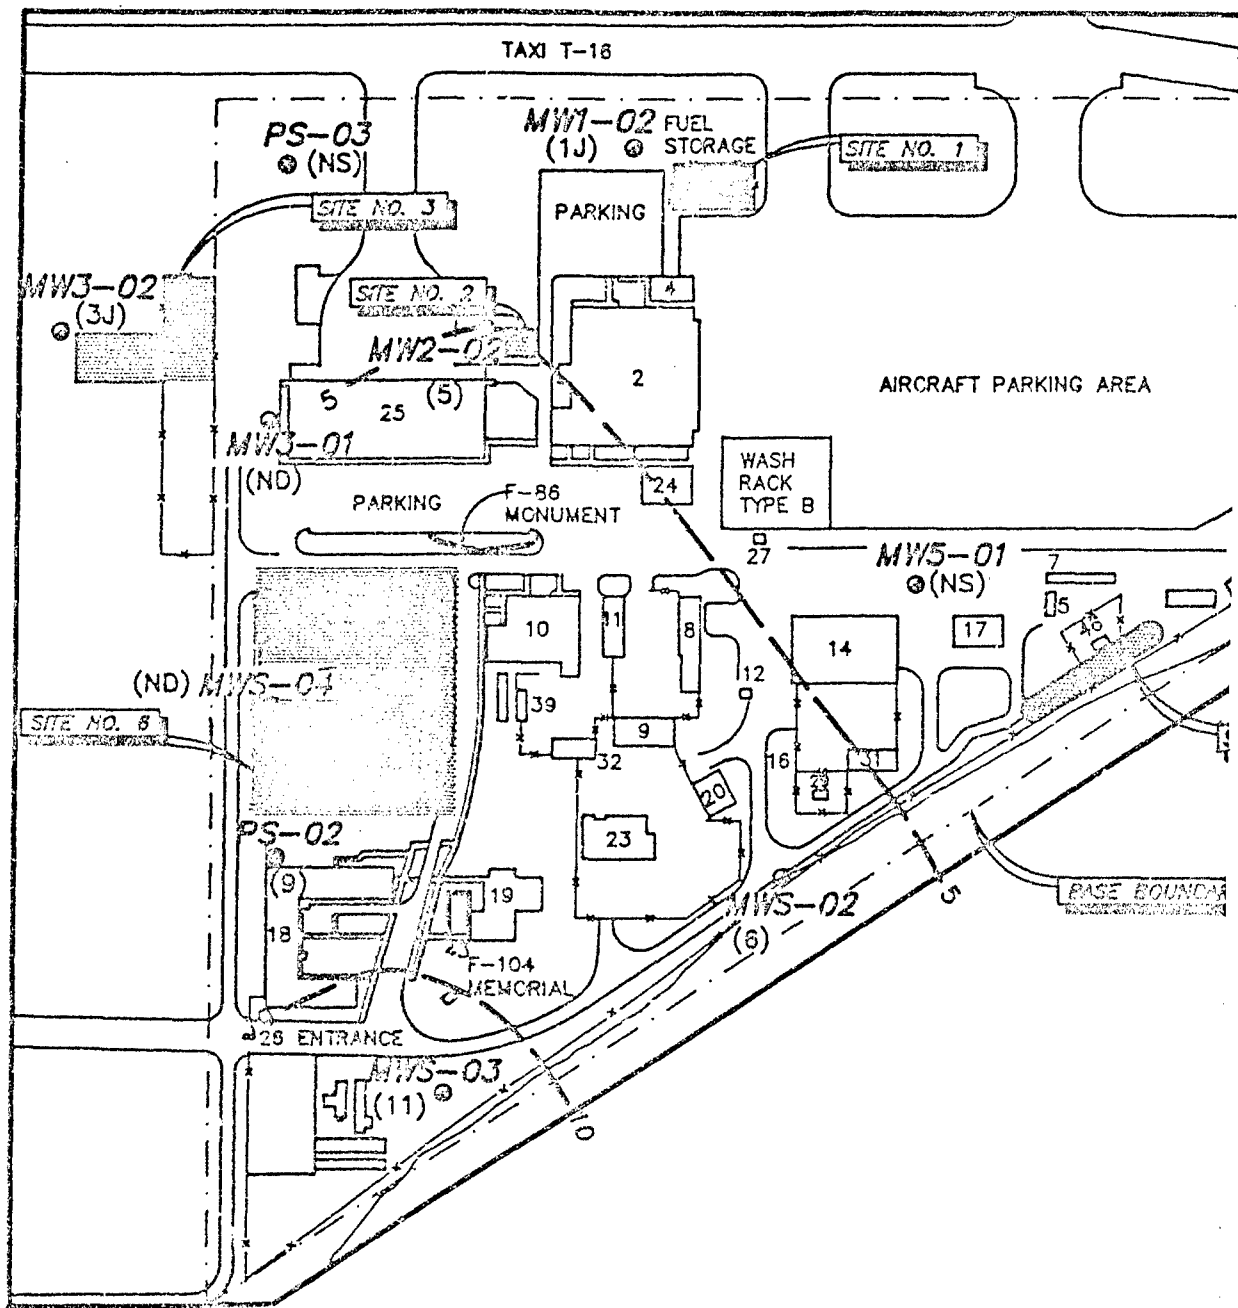 TAXI T-16
PS-03
(NS)
MW1-02
(1J)
FUEL
STORAGE
SITE NO. 1
SITE NO. 3
PARKING
MW3-02
(3J)
SITE NO. 2
4
MW2-02
(5)
5
25
2
AIRCRAFT PARKING AREA
MW3-01
(ND)
WASH
RACK
TYPE B
24
PARKING
F-86
MONUMENT
27
MW5-01
(NS)
7
5
10
11
8
14
17
(ND) MWS-04
12
39
SITE NO. 6
9
32
16
31
20
PS-02
(9)
23
19
18
MWS-02
(6)
5
BASE BOUNDAR
F-104
MEMORIAL
26 ENTRANCE
MWS-03
(11)
10